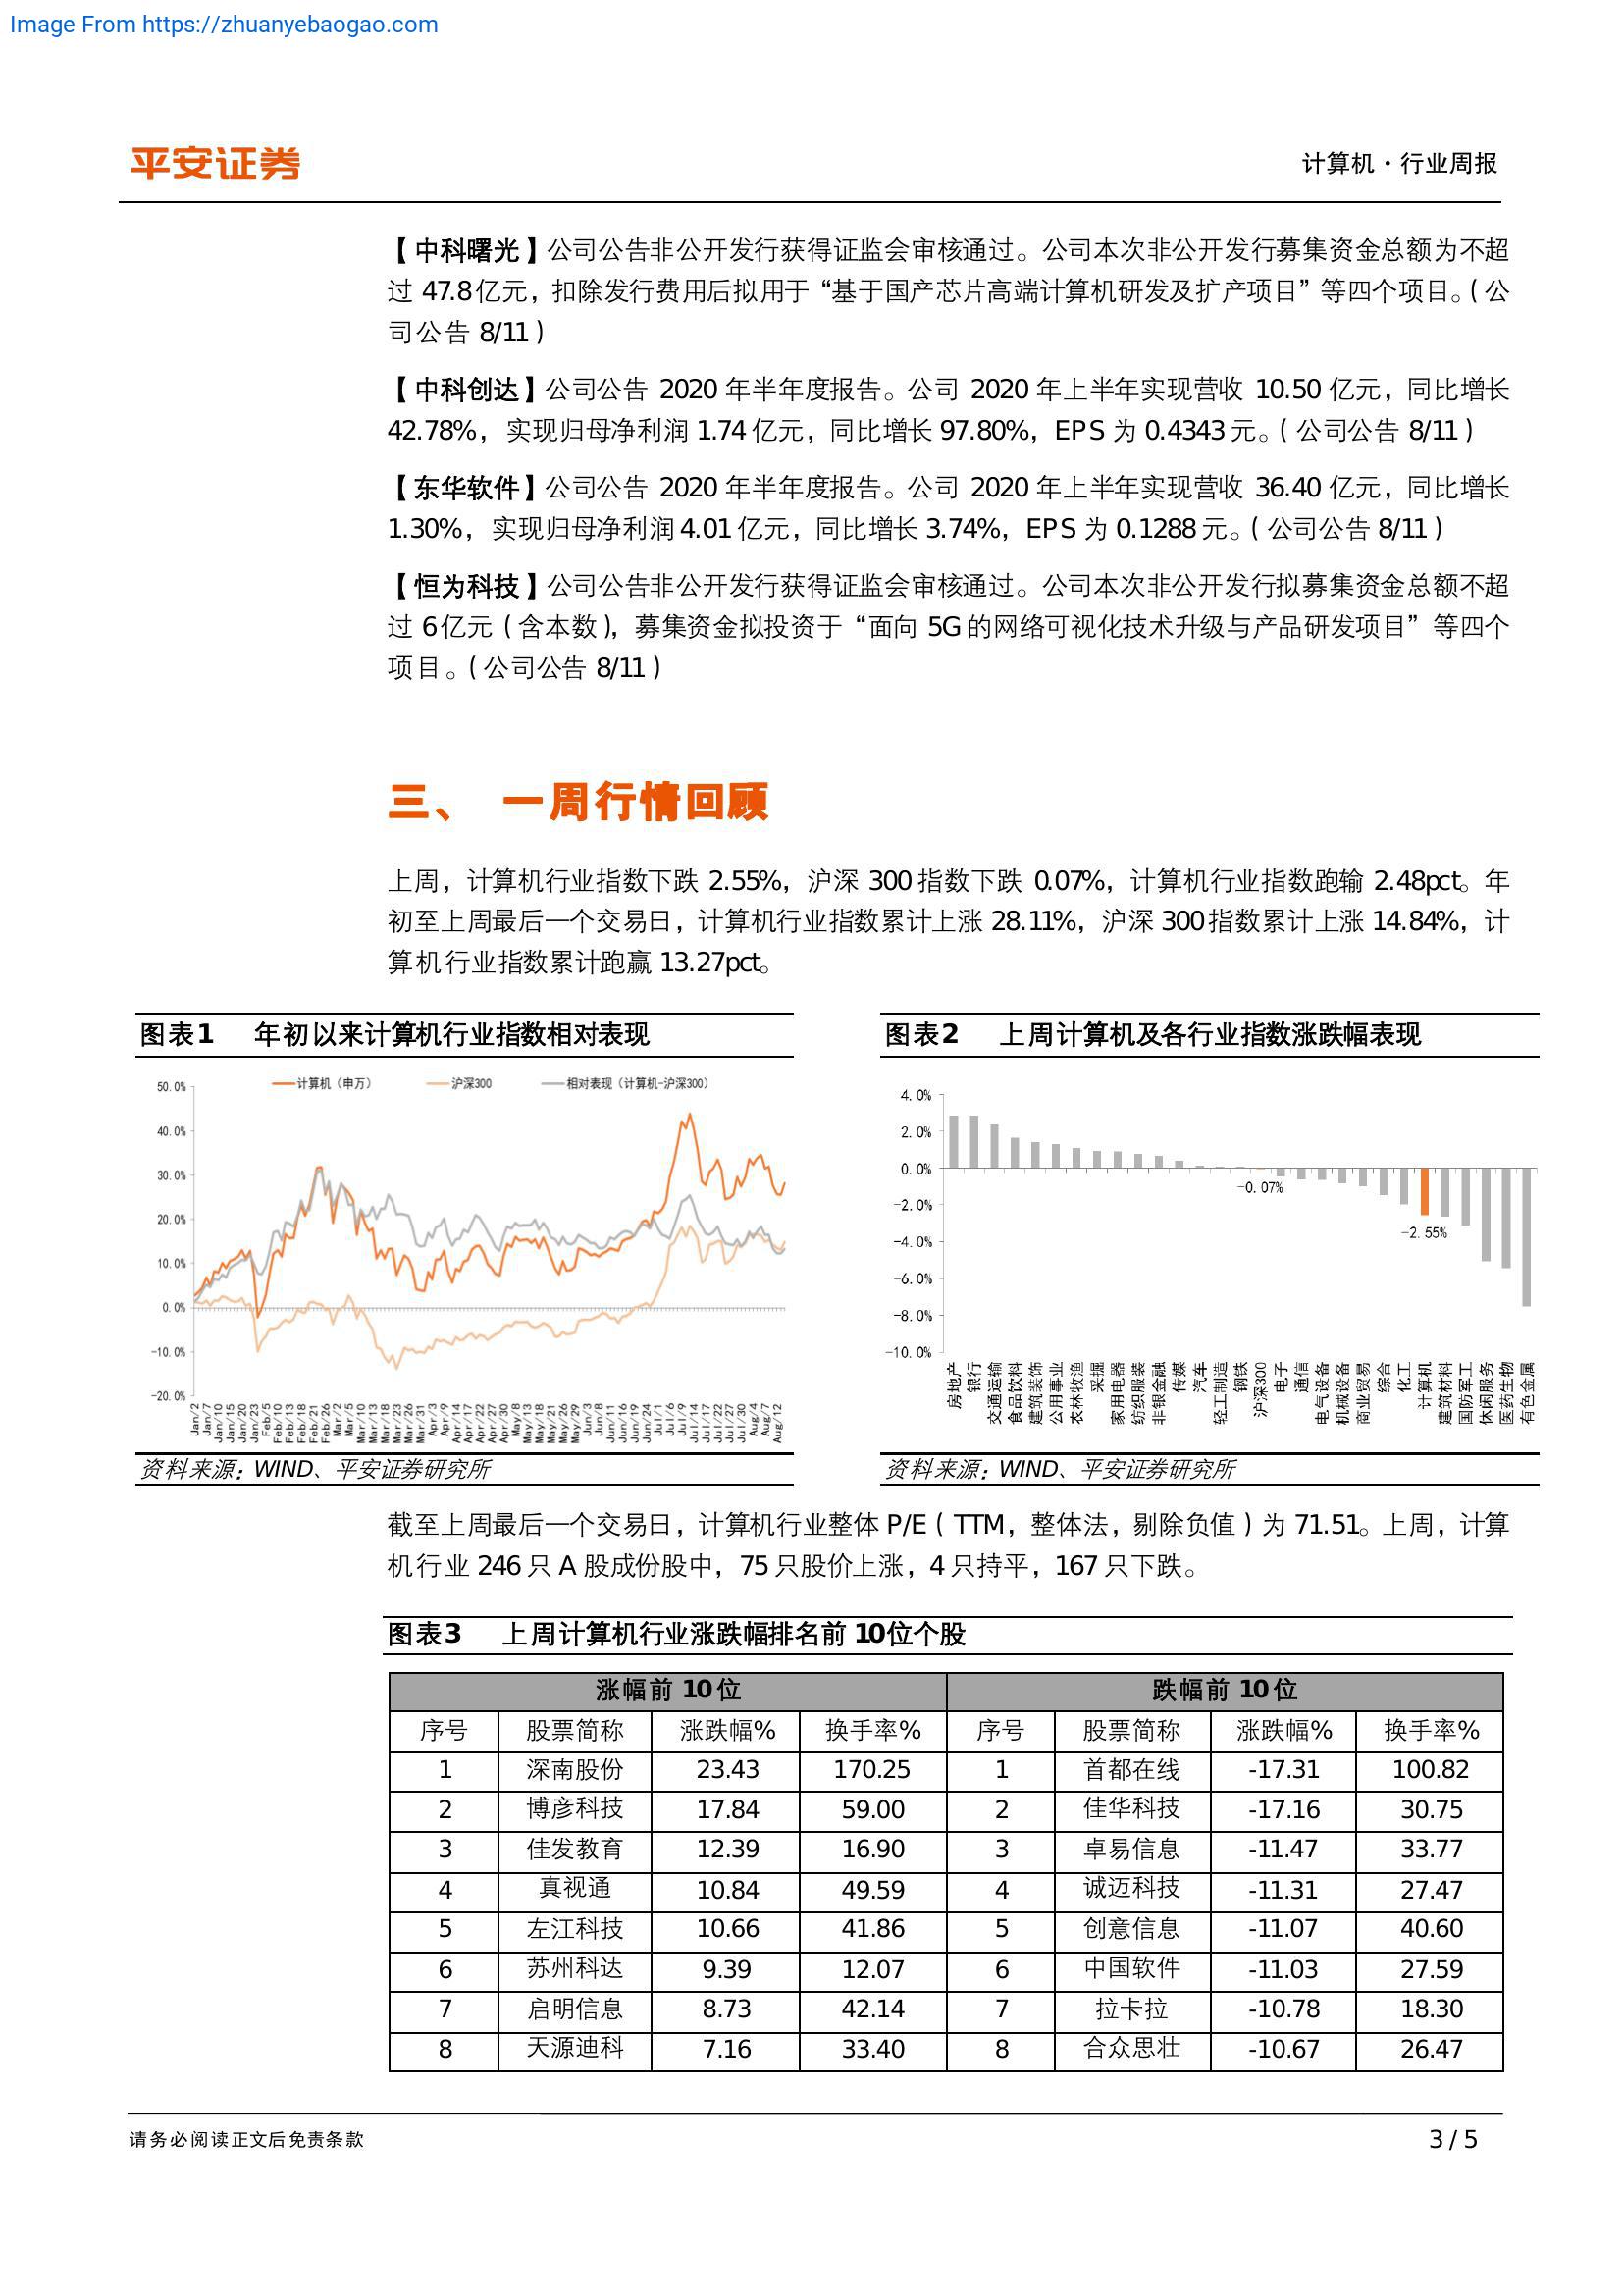 Image From https://zhuanyebaogao.com
平安证券
计算机·行业周报
【中科曙光】公司公告非公开发行获得证监会审核通过。公司本次非公开发行募集资金总额为不超
过 47.8亿元，扣除发行费用后拟用于“基于国产芯片高端计算机研发及扩产项目”等四个项目。（公
司公告 8/11）
【中科创达】公司公告 2020 年半年度报告。公司 2020 年上半年实现营收 10.50 亿元，同比增长
42.78%，实现归母净利润 1.74 亿元，同比增长 97.80%，EPS 为 0.4343 元。（公司公告 8/11）
【东华软件】公司公告 2020 年半年度报告。公司 2020 年上半年实现营收 36.40 亿元，同比增长
1.30%，实现归母净利润 4.01 亿元，同比增长 3.74%，EPS 为 0.1288 元。（公司公告 8/11）
【恒为科技】公司公告非公开发行获得证监会审核通过。公司本次非公开发行拟募集资金总额不超
过 6亿元（含本数），募集资金拟投资于“面向 5G 的网络可视化技术升级与产品研发项目”等四个
项目。（公司公告 8/11）
三、 一周行情回顾
上周，计算机行业指数下跌 2.55%，沪深 300 指数下跌 0.07%，计算机行业指数跑输 2.48pct。年
初至上周最后一个交易日，计算机行业指数累计上涨 28.11%，沪深 300 指数累计上涨 14.84%，计
算机行业指数累计跑赢 13.27pct。
图表1 年初以来计算机行业指数相对表现
计算机（申万） 沪深300 相对表现（计算机-沪深300）
50.0%
40.0%
30.0%
20.0%
10.0%
0.0%
-10.0%
-20.0%
Jan/2 Jan/7 Jan/10 Jan/15 Jan/20 Jan/23 Feb/5 Feb/10 Feb/13 Feb/18 Feb/21 Feb/26 Mar/2 Mar/5 Mar/10 Mar/13 Mar/18 Mar/23 Mar/26 Mar/31 Apr/3 Apr/9 Apr/14 Apr/17 Apr/22 Apr/27 Apr/30 May/8 May/13 May/18 May/21 May/26 May/29 Jun/3 Jun/8 Jun/11 Jun/16 Jun/19 Jun/24 Jul/1 Jul/6 Jul/9 Jul/14 Jul/17 Jul/22 Jul/27 Jul/30 Aug/4 Aug/7 Aug/12
资料来源：WIND、平安证券研究所
图表2 上周计算机及各行业指数涨跌幅表现
4.0%
2.0%
0.0%
-2.0%
-4.0%
-6.0%
-8.0%
-10.0%
-0.07%
-2.55%
房地产 银行 交通运输 食品饮料 建筑装饰 公用事业 农林牧渔 采掘 家用电器 纺织服装 非银金融 传媒 汽车 轻工制造 钢铁 沪深300 电子 通信 电气设备 机械设备 商业贸易 综合 化工 计算机 建筑材料 国防军工 休闲服务 医药生物 有色金属
资料来源：WIND、平安证券研究所
截至上周最后一个交易日，计算机行业整体 P/E（TTM，整体法，剔除负值）为 71.51。上周，计算
机行业 246 只 A 股成份股中，75 只股价上涨，4 只持平，167 只下跌。
图表3 上周计算机行业涨跌幅排名前 10位个股
涨幅前 10 位 跌幅前 10 位
序号 股票简称 涨跌幅% 换手率% 序号 股票简称 涨跌幅% 换手率%
1 深南股份 23.43 170.25 1 首都在线 -17.31 100.82
2 博彦科技 17.84 59.00 2 佳华科技 -17.16 30.75
3 佳发教育 12.39 16.90 3 卓易信息 -11.47 33.77
4 真视通 10.84 49.59 4 诚迈科技 -11.31 27.47
5 左江科技 10.66 41.86 5 创意信息 -11.07 40.60
6 苏州科达 9.39 12.07 6 中国软件 -11.03 27.59
7 启明信息 8.73 42.14 7 拉卡拉 -10.78 18.30
8 天源迪科 7.16 33.40 8 合众思壮 -10.67 26.47
请务必阅读正文后免责条款
3 / 5